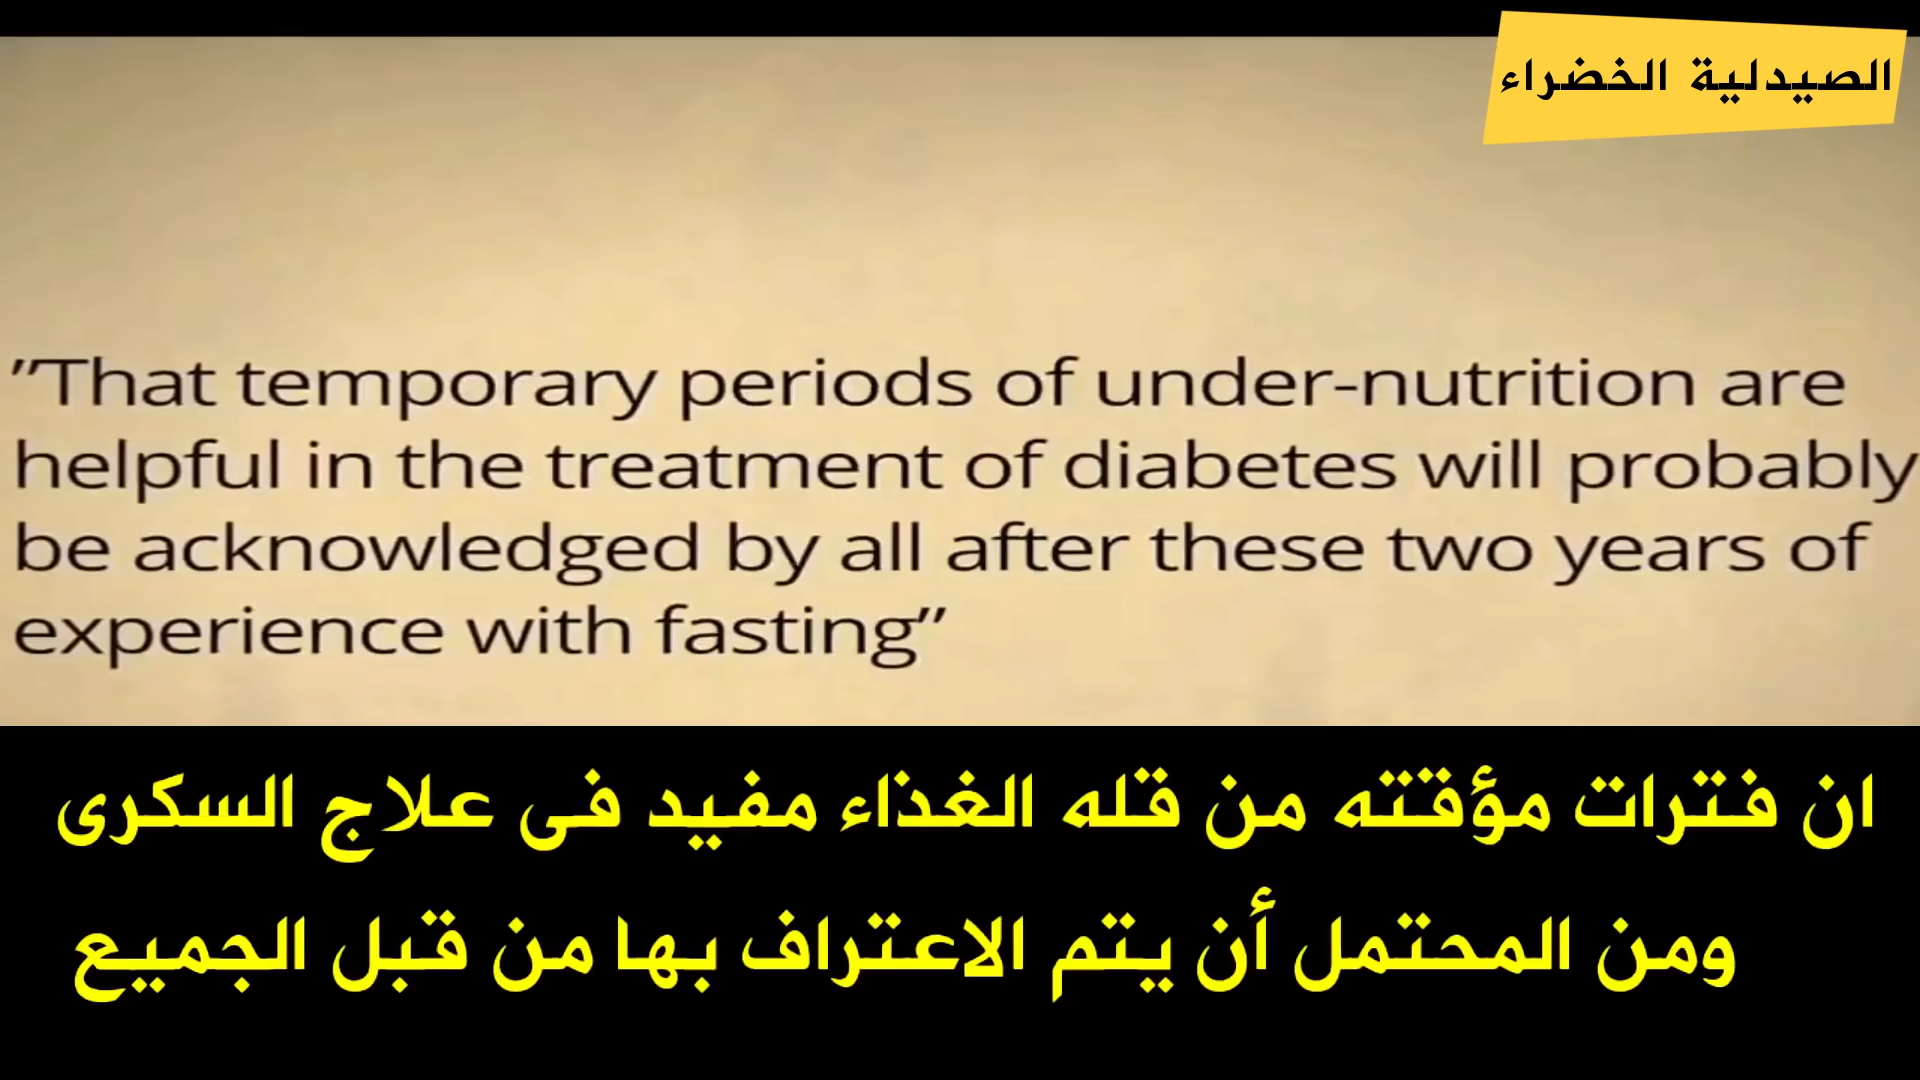 الصيدلية الخضراء
”That temporary periods of under-nutrition are
helpful in the treatment of diabetes will probably
be acknowledged by all after these two years of
experience with fasting”
ان فترات مؤقته من قله الغذاء مفيد فى علاج السكرى
ومن المحتمل أن يتم الاعتراف بها من قبل الجميع